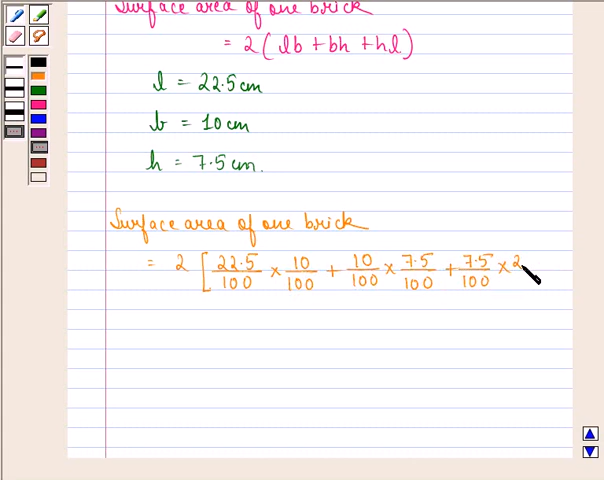 Surface area of one brick
= 2 ( lb + bh + hl )
l = 22.5 cm
b = 10 cm
h = 7.5 cm.
Surface area of one brick
= 2 [ 22.5/100 × 10/100 + 10/100 × 7.5/100 + 7.5/100 × 2